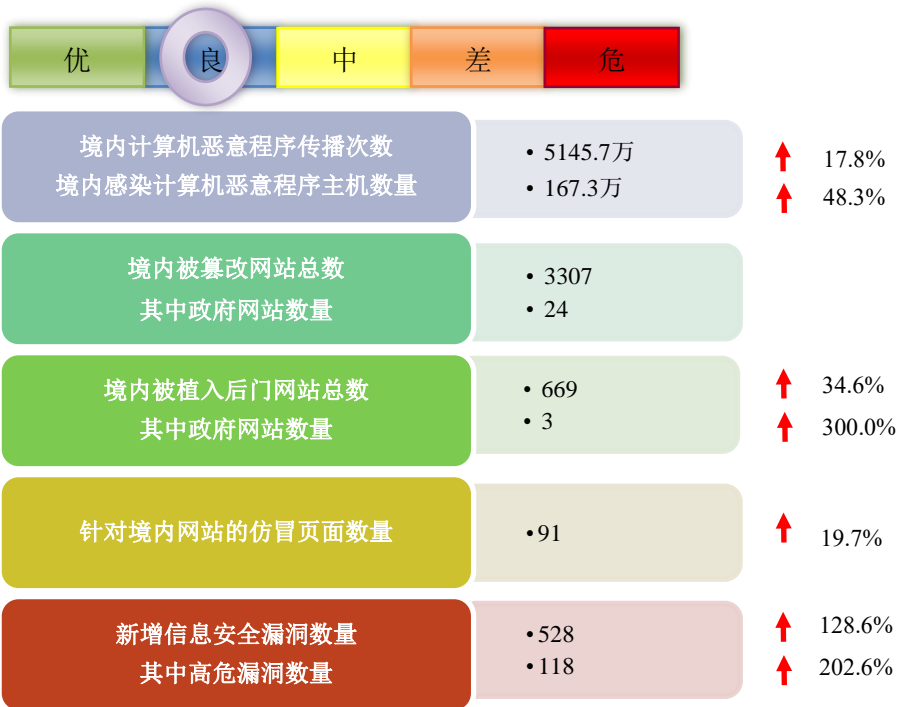 优 良 中 差 危
境内计算机恶意程序传播次数
• 5145.7万
17.8%
境内感染计算机恶意程序主机数量
• 167.3万
48.3%
境内被篡改网站总数
• 3307
其中政府网站数量
• 24
境内被植入后门网站总数
• 669
34.6%
其中政府网站数量
• 3
300.0%
针对境内网站的仿冒页面数量
•91
19.7%
新增信息安全漏洞数量
•528
128.6%
其中高危漏洞数量
•118
202.6%